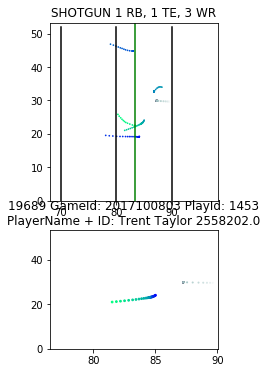 SHOTGUN 1 RB, 1 TE, 3 WR
50
40
30
20
10
0
70 80 90
19689 GameId: 2017100803 PlayId: 1453
PlayerName + ID: Trent Taylor 2558202.0
40
20
0
80 85 90